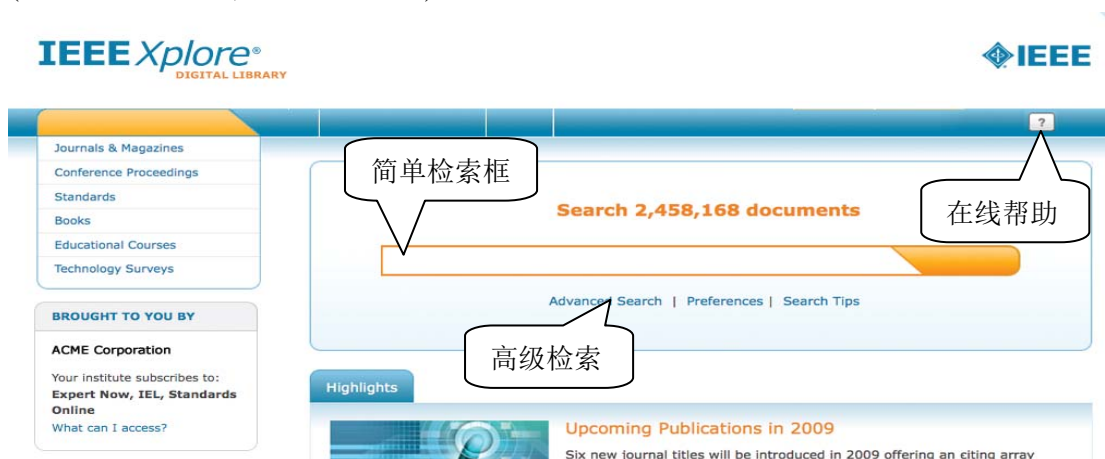 IEEE Xplore®
DIGITAL LIBRARY
IEEE
?
Journals & Magazines
Conference Proceedings
Standards
Books
Educational Courses
Technology Surveys
简单检索框
在线帮助
Search 2,458,168 documents
Advanced Search | Preferences | Search Tips
高级检索
BROUGHT TO YOU BY
ACME Corporation
Your institute subscribes to:
Expert Now, IEL, Standards
Online
What can I access?
Highlights
Upcoming Publications in 2009
Six new journal titles will be introduced in 2009 offering an citing array